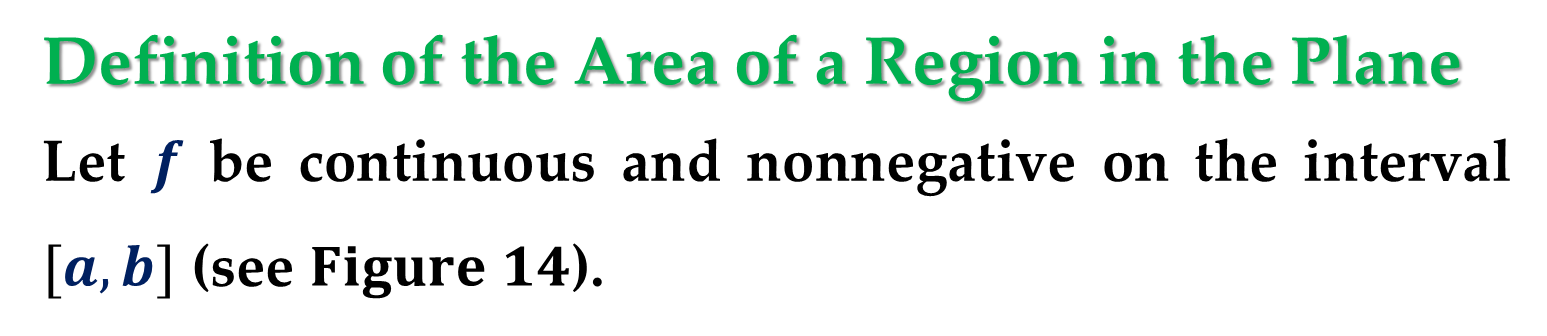 Definition of the Area of a Region in the Plane
Let f be continuous and nonnegative on the interval
[a, b] (see Figure 14).